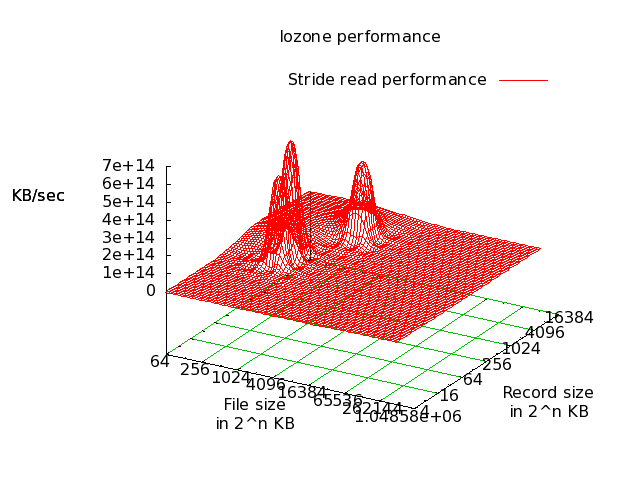 Iozone performance
Stride read performance
7e+14
6e+14
5e+14
4e+14
3e+14
2e+14
1e+14
0
KB/sec
64
256
1024
4096
16384
65536
262144
1.04858e+06
File size
in 2^n KB
4
16
64
256
1024
4096
16384
Record size
in 2^n KB